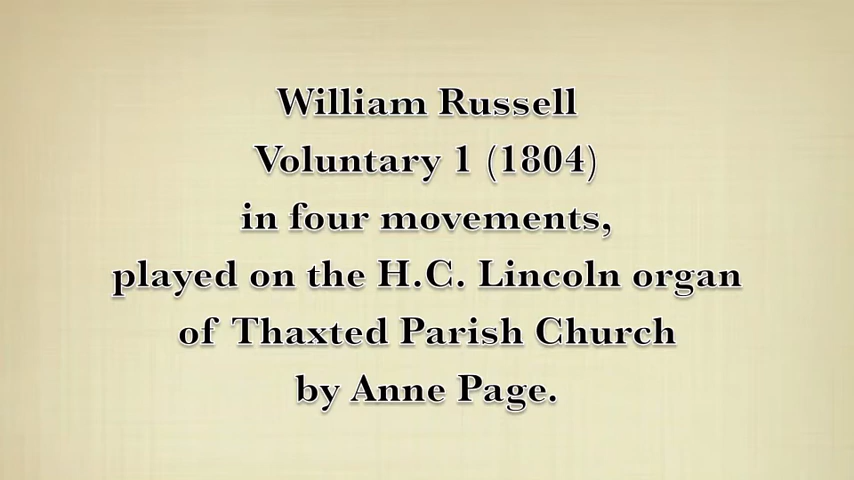 William Russell
Voluntary 1 (1804)
in four movements,
played on the H.C. Lincoln organ
of Thaxted Parish Church
by Anne Page.